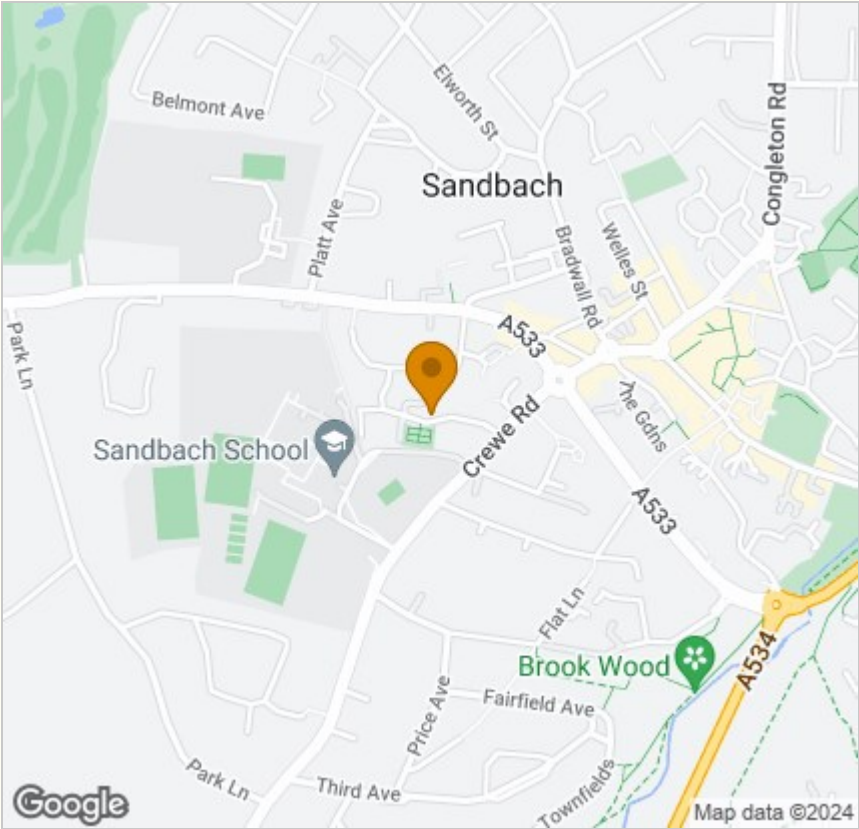 Belmont Ave
Elworth St
Congleton Rd
Sandbach
Platt Ave
Bradwall Rd
Welles St
A533
Park Ln
The Gdns
Crewe Rd
Sandbach School
A533
Flat Ln
Brook Wood
A534
Price Ave
Fairfield Ave
Park Ln
Third Ave
Townfields
Google
Map data ©2024